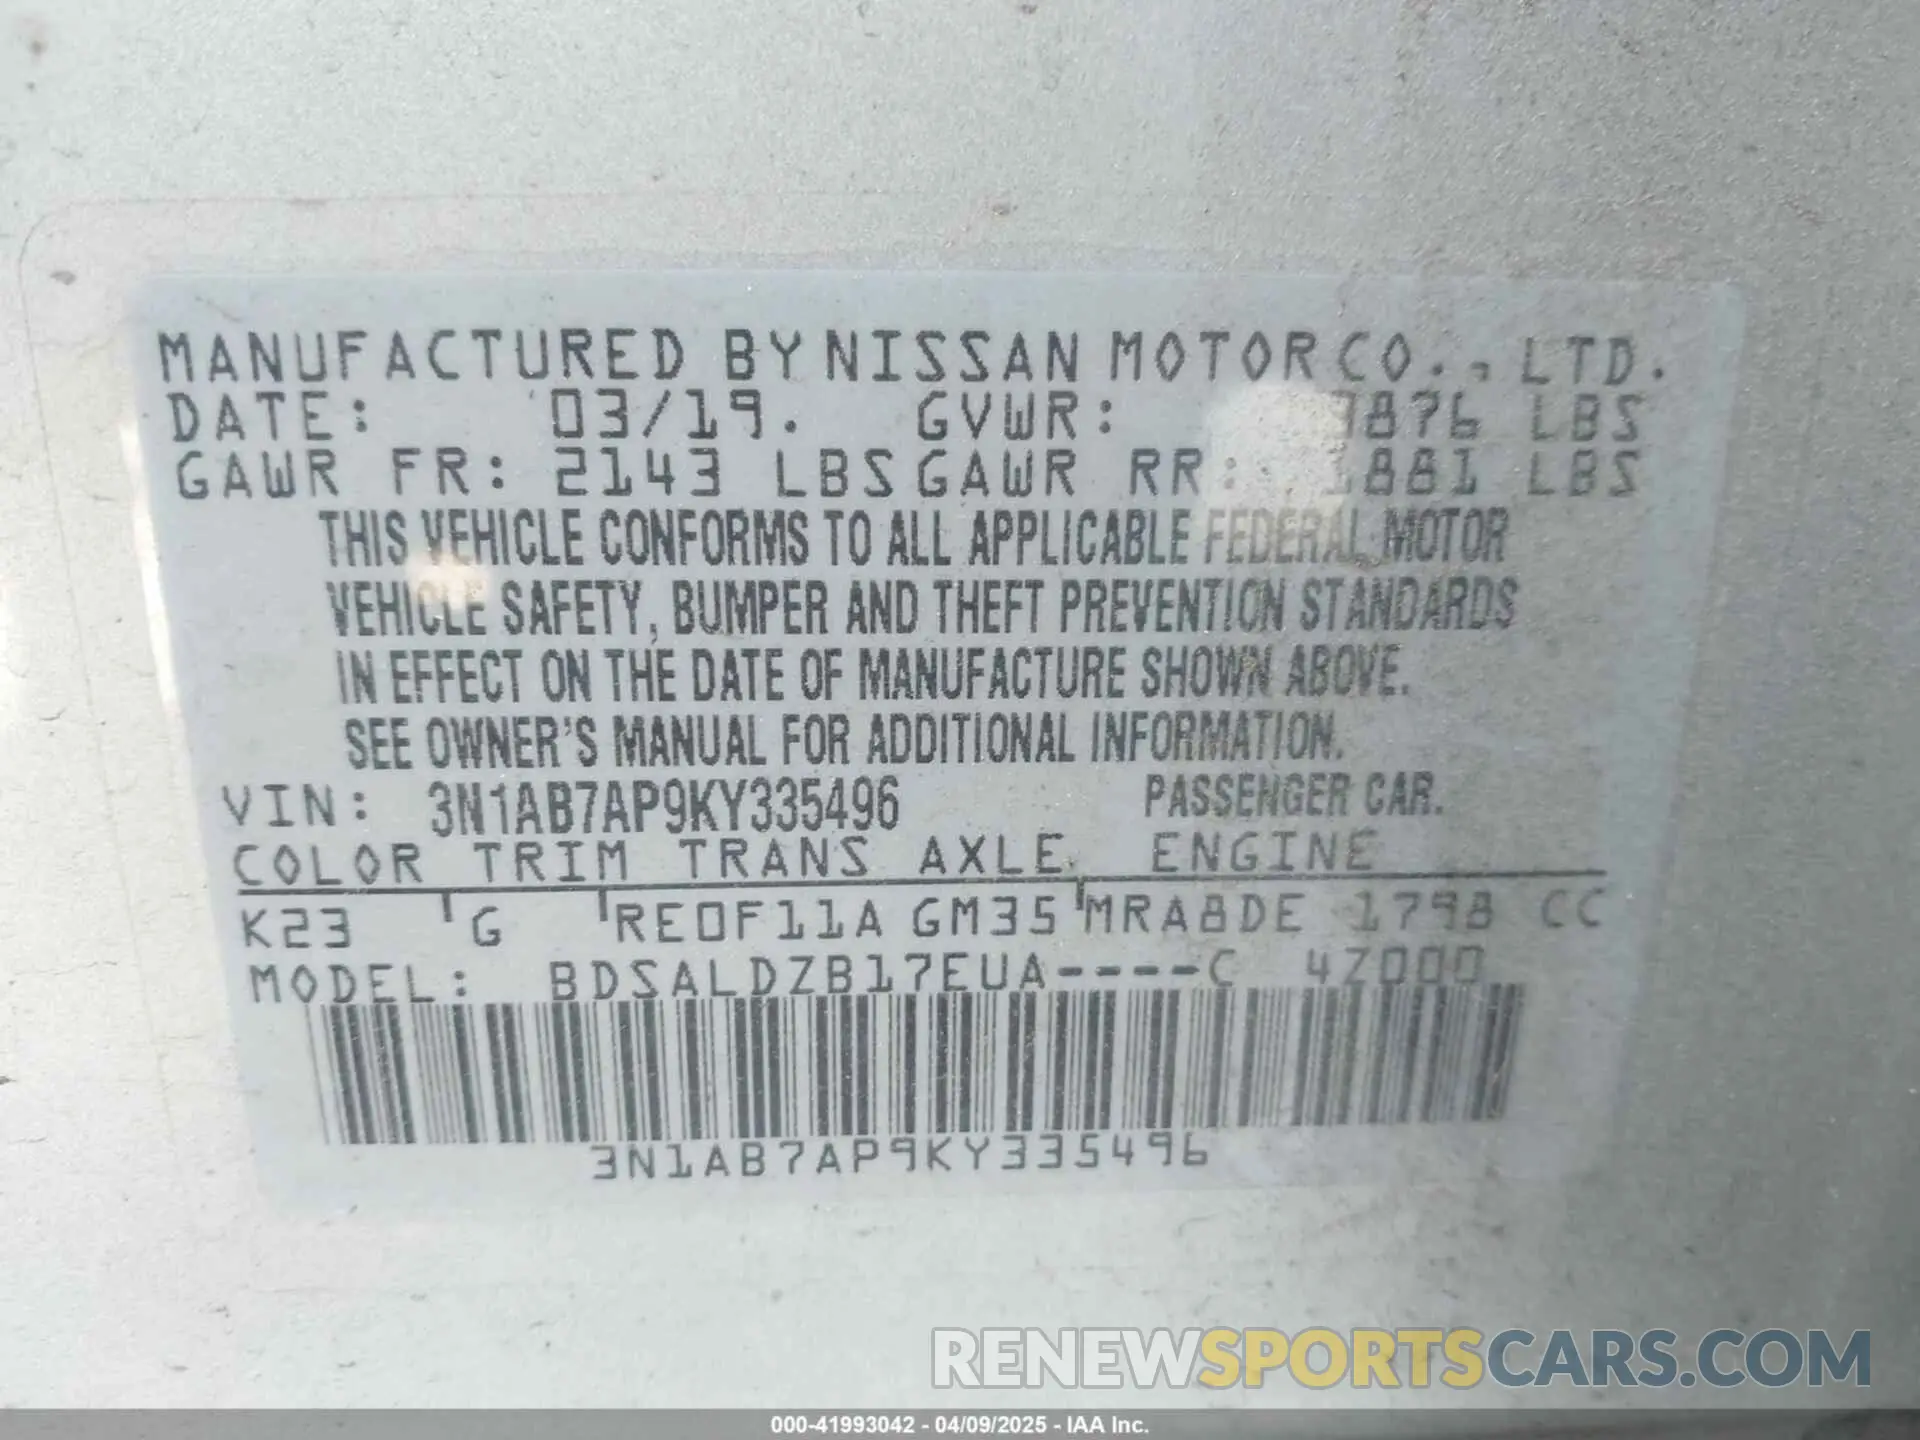 MANUFACTURED BY NISSAN MOTOR CO., LTD.
DATE: 03/19. GVWR: 3876 LBS
GAWR FR: 2143 LBS GAWR RR: 1881 LBS
THIS VEHICLE CONFORMS TO ALL APPLICABLE FEDERAL MOTOR
VEHICLE SAFETY, BUMPER AND THEFT PREVENTION STANDARDS
IN EFFECT ON THE DATE OF MANUFACTURE SHOWN ABOVE.
SEE OWNER'S MANUAL FOR ADDITIONAL INFORMATION.
VIN: 3N1AB7AP9KY335496 PASSENGER CAR.
COLOR TRIM TRANS AXLE ENGINE
K23 G RE0F11A GM35 MRA8DE 1798 CC
MODEL: BDSALDZB17EUA----C 4Z000
3N1AB7AP9KY335496
RENEWSPORTSCARS.COM
000-41993042 - 04/09/2025 - IAA Inc.